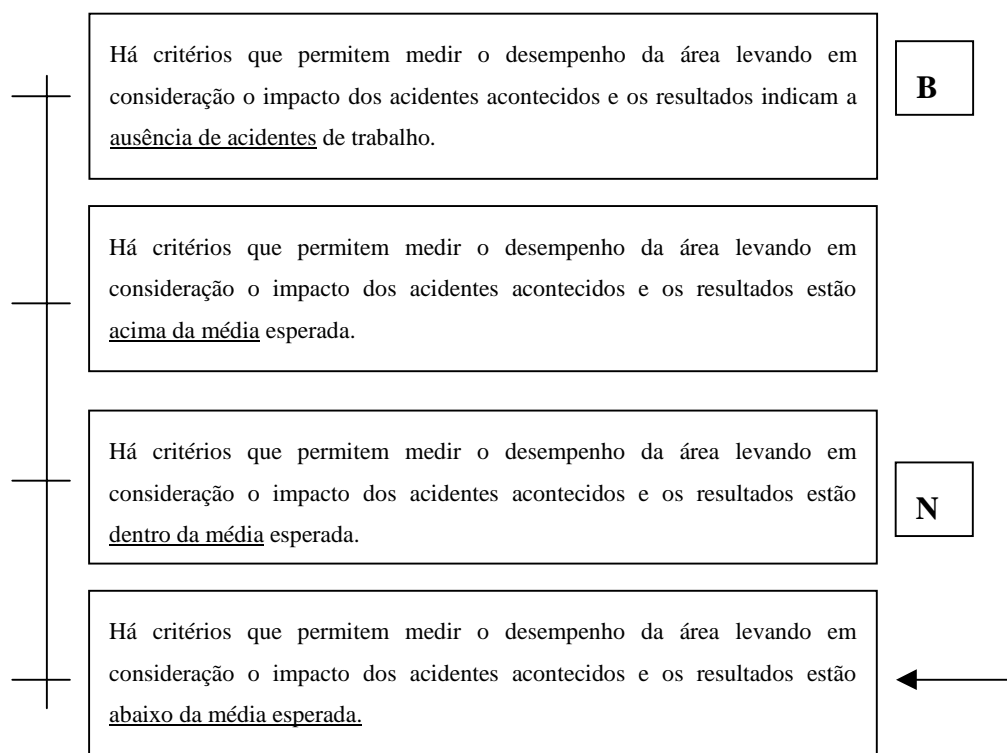 Há critérios que permitem medir o desempenho da área levando em
consideração o impacto dos acidentes acontecidos e os resultados indicam a
ausência de acidentes de trabalho.
B
Há critérios que permitem medir o desempenho da área levando em
consideração o impacto dos acidentes acontecidos e os resultados estão
acima da média esperada.
Há critérios que permitem medir o desempenho da área levando em
consideração o impacto dos acidentes acontecidos e os resultados estão
dentro da média esperada.
N
Há critérios que permitem medir o desempenho da área levando em
consideração o impacto dos acidentes acontecidos e os resultados estão
abaixo da média esperada.